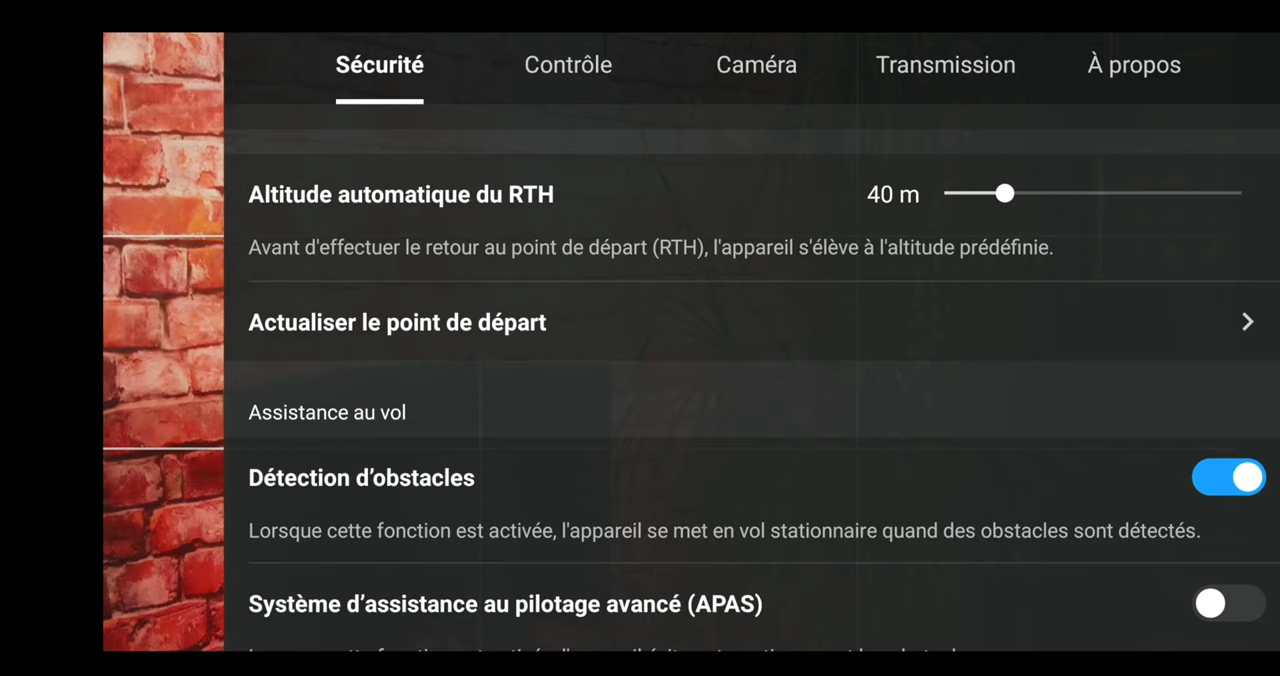 Sécurité Contrôle Caméra Transmission À propos
Altitude automatique du RTH 40 m
Avant d'effectuer le retour au point de départ (RTH), l'appareil s'élève à l'altitude prédéfinie.
Actualiser le point de départ
Assistance au vol
Détection d’obstacles
Lorsque cette fonction est activée, l'appareil se met en vol stationnaire quand des obstacles sont détectés.
Système d’assistance au pilotage avancé (APAS)